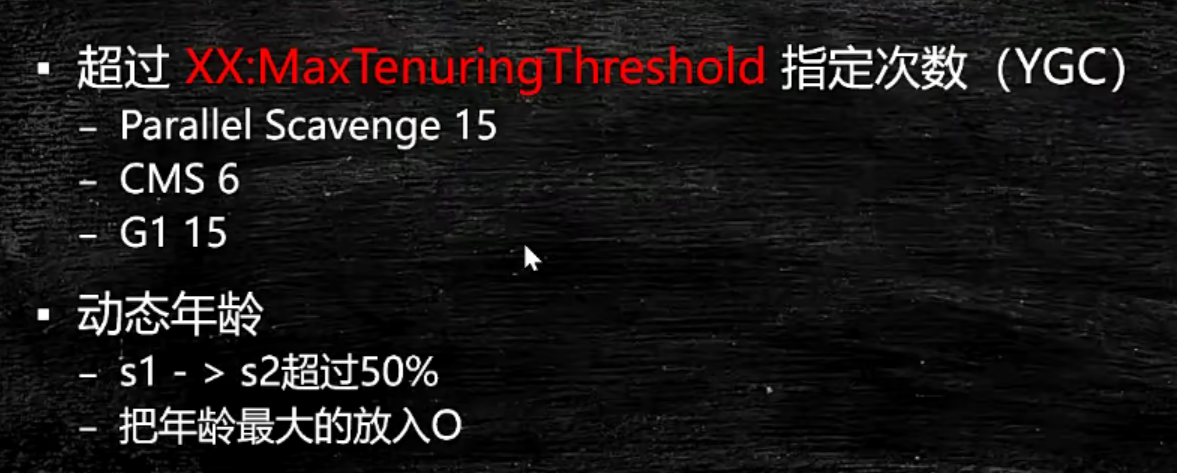 ▪ 超过 XX:MaxTenuringThreshold 指定次数（YGC）
– Parallel Scavenge 15
– CMS 6
– G1 15
▪ 动态年龄
– s1 - > s2超过50%
– 把年龄最大的放入O